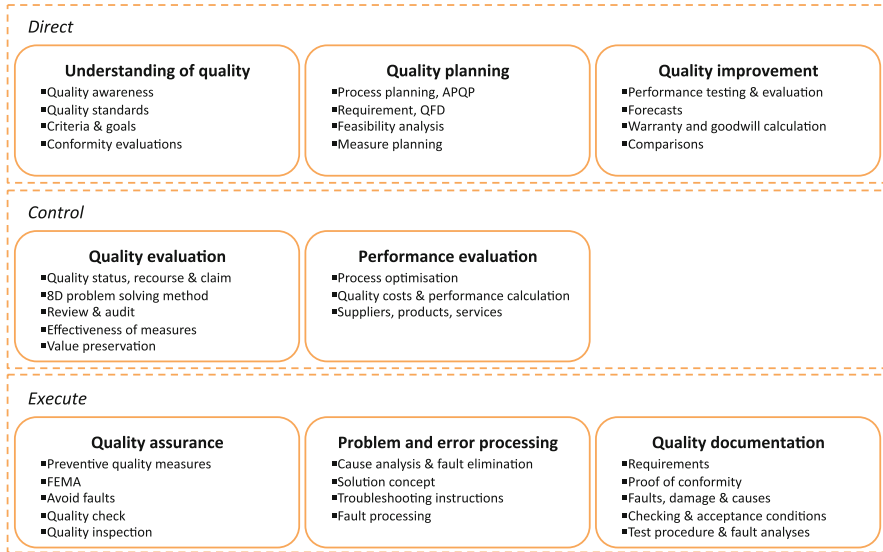 Direct
Understanding of quality
▪Quality awareness
▪Quality standards
▪Criteria & goals
▪Conformity evaluations
Quality planning
▪Process planning, APQP
▪Requirement, QFD
▪Feasibility analysis
▪Measure planning
Quality improvement
▪Performance testing & evaluation
▪Forecasts
▪Warranty and goodwill calculation
▪Comparisons
Control
Quality evaluation
▪Quality status, recourse & claim
▪8D problem solving method
▪Review & audit
▪Effectiveness of measures
▪Value preservation
Performance evaluation
▪Process optimisation
▪Quality costs & performance calculation
▪Suppliers, products, services
Execute
Quality assurance
▪Preventive quality measures
▪FEMA
▪Avoid faults
▪Quality check
▪Quality inspection
Problem and error processing
▪Cause analysis & fault elimination
▪Solution concept
▪Troubleshooting instructions
▪Fault processing
Quality documentation
▪Requirements
▪Proof of conformity
▪Faults, damage & causes
▪Checking & acceptance conditions
▪Test procedure & fault analyses